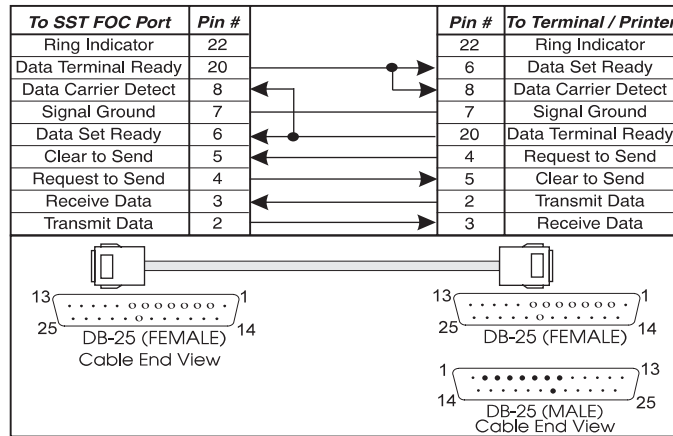 To SST FOC Port Pin # Pin # To Terminal / Printer
Ring Indicator 22 22 Ring Indicator
Data Terminal Ready 20 6 Data Set Ready
Data Carrier Detect 8 8 Data Carrier Detect
Signal Ground 7 7 Signal Ground
Data Set Ready 6 20 Data Terminal Ready
Clear to Send 5 4 Request to Send
Request to Send 4 5 Clear to Send
Receive Data 3 2 Transmit Data
Transmit Data 2 3 Receive Data
13 1 13 1
25 14 25 14
DB-25 (FEMALE) DB-25 (FEMALE)
Cable End View
1 13
14 25
DB-25 (MALE)
Cable End View